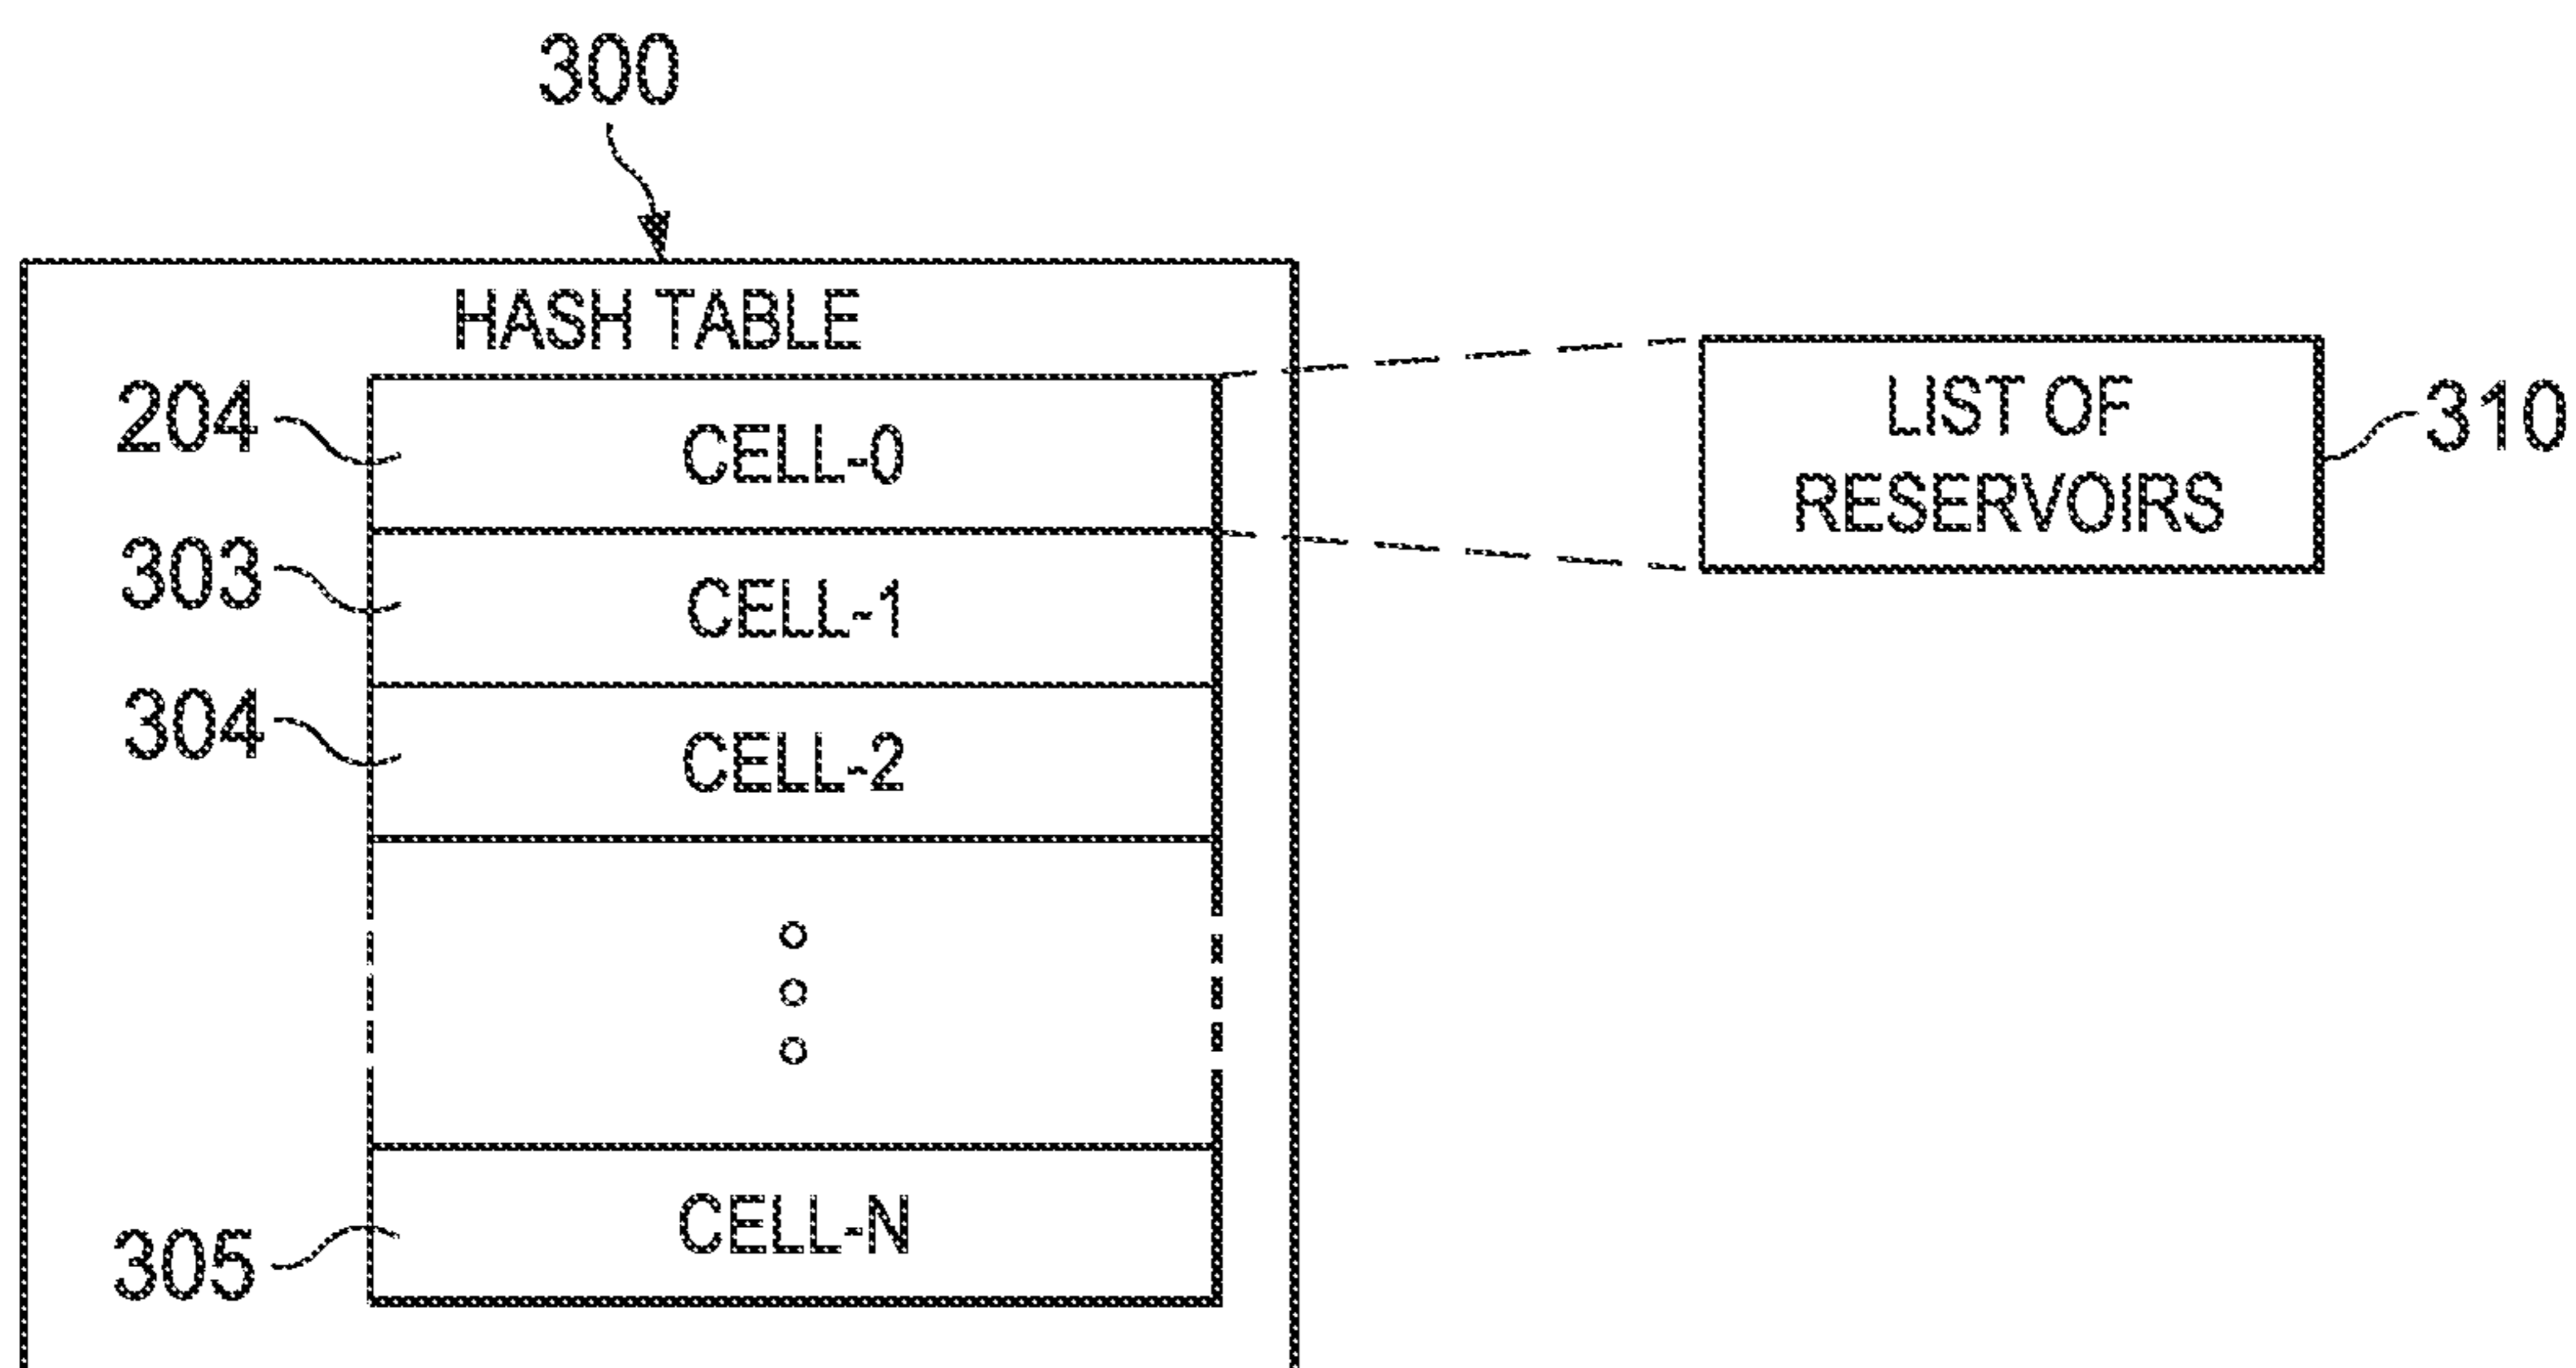 300
HASH TABLE
204
CELL-0
LIST OF
RESERVOIRS
310
303
CELL-1
304
CELL-2
305
CELL-N